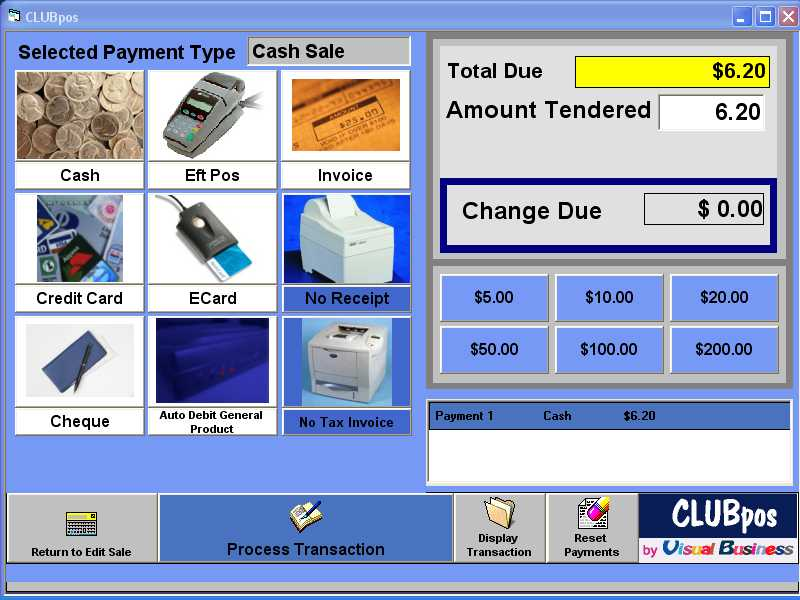 CLUBpos
Selected Payment Type Cash Sale
Total Due $6.20
Amount Tendered 6.20
Change Due $ 0.00
$25.00
Cash Eft Pos Invoice
Credit Card ECard No Receipt
Cheque Auto Debit General
Product
No Tax Invoice
$5.00 $10.00 $20.00
$50.00 $100.00 $200.00
Payment 1 Cash $6.20
Return to Edit Sale
Process Transaction
Display
Transaction
Reset
Payments
CLUBpos
by Visual Business